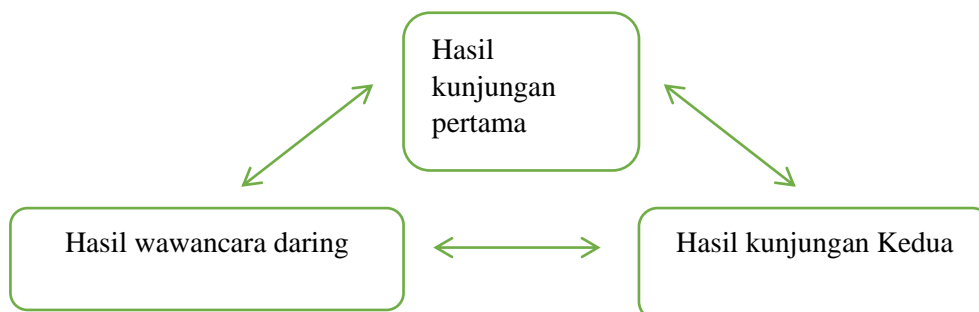 Hasil
kunjungan
pertama
Hasil wawancara daring
Hasil kunjungan Kedua